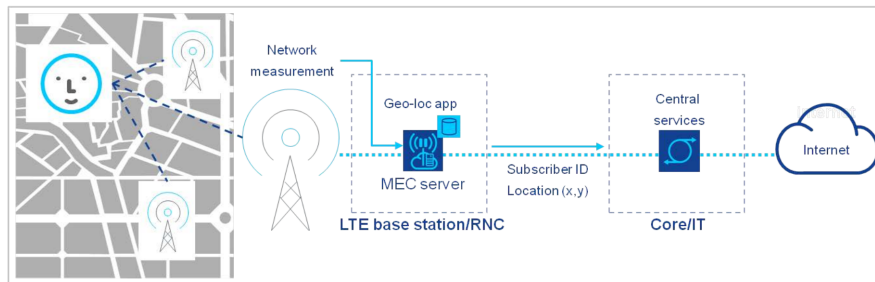 Network
measurement
Geo-loc app
MEC server
LTE base station/RNC
Subscriber ID
Location (x,y)
Central
services
Core/IT
Internet
Internet